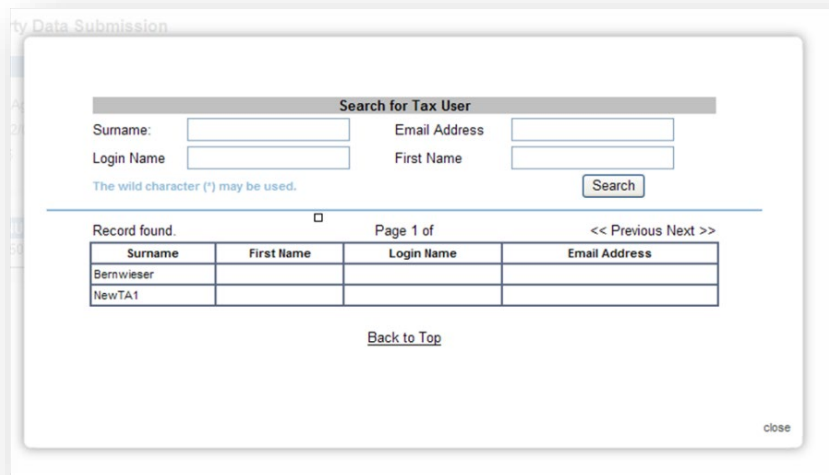 ty Data Submission
Search for Tax User
Surname: Email Address
Login Name First Name
The wild character (*) may be used. Search
Record found. Page 1 of << Previous Next >>
Surname First Name Login Name Email Address
Bernwieser
NewTA1
Back to Top
close